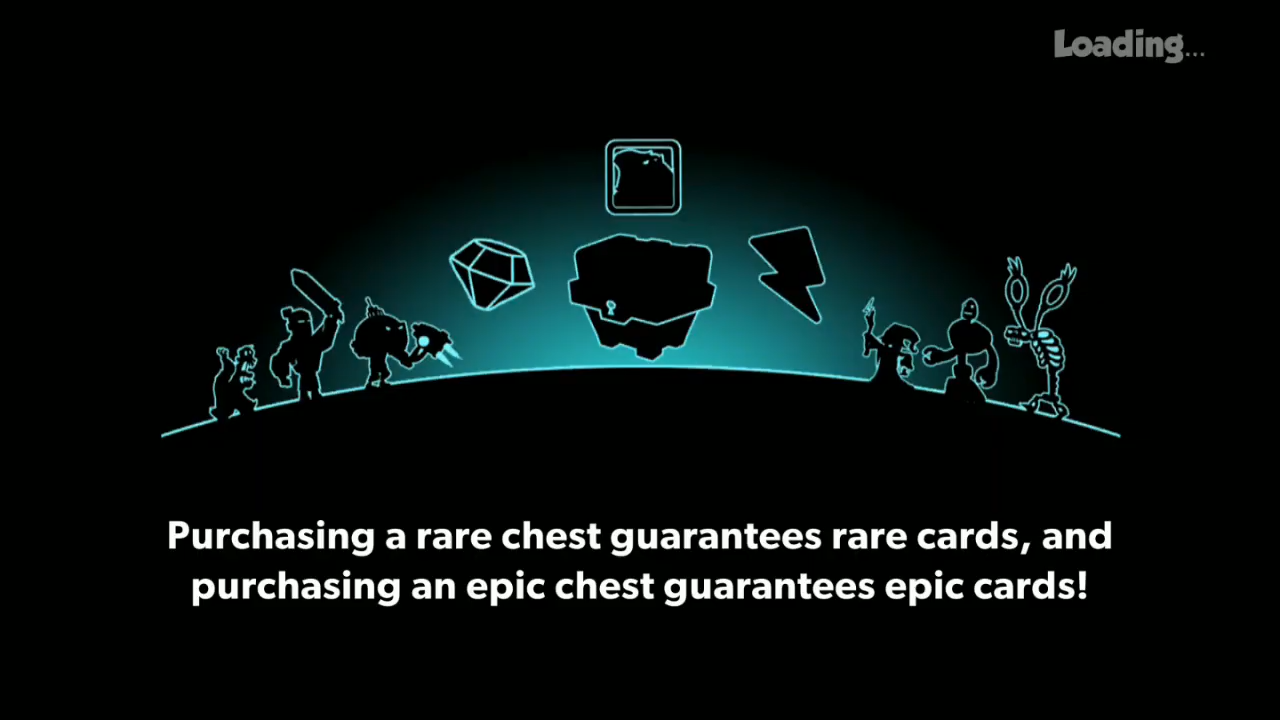 Loading...
Purchasing a rare chest guarantees rare cards, and
purchasing an epic chest guarantees epic cards!